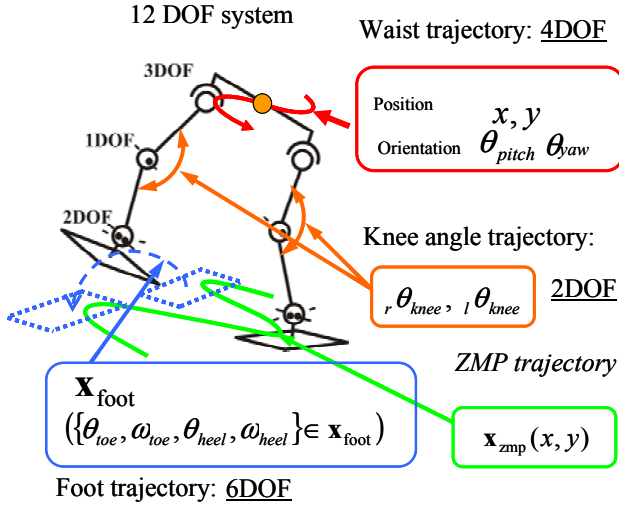 12 DOF system
Waist trajectory: 4DOF
3DOF
Position x, y
1DOF
Orientation θpitch θyaw
2DOF
Knee angle trajectory:
rθknee, lθknee 2DOF
ZMP trajectory
xfoot
({θtoe, ωtoe, θheel, ωheel} ∈ xfoot)
xzmp(x, y)
Foot trajectory: 6DOF